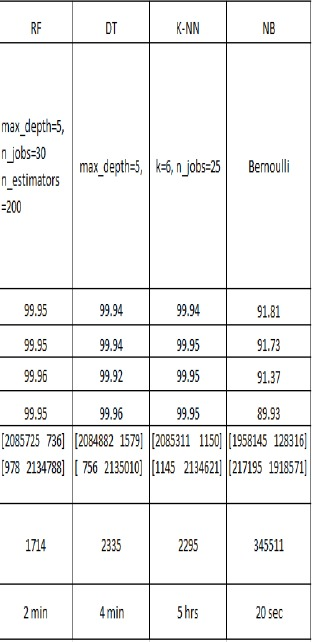 RF DT K-NN NB
max_depth=5,
n_jobs=30
n_estimators
=200
max_depth=5,
k=6, n_jobs=25
Bernoulli
99.95 99.94 99.94 91.81
99.95 99.94 99.95 91.73
99.96 99.92 99.95 91.37
99.95 99.96 99.95 89.93
[2085725 736] [2084882 1579] [2085311 1150] [1958145 128316]
[978 2134788] [ 756 2135010] [1145 2134621] [217195 1918571]
1714 2335 2295 345511
2 min 4 min 5 hrs 20 sec